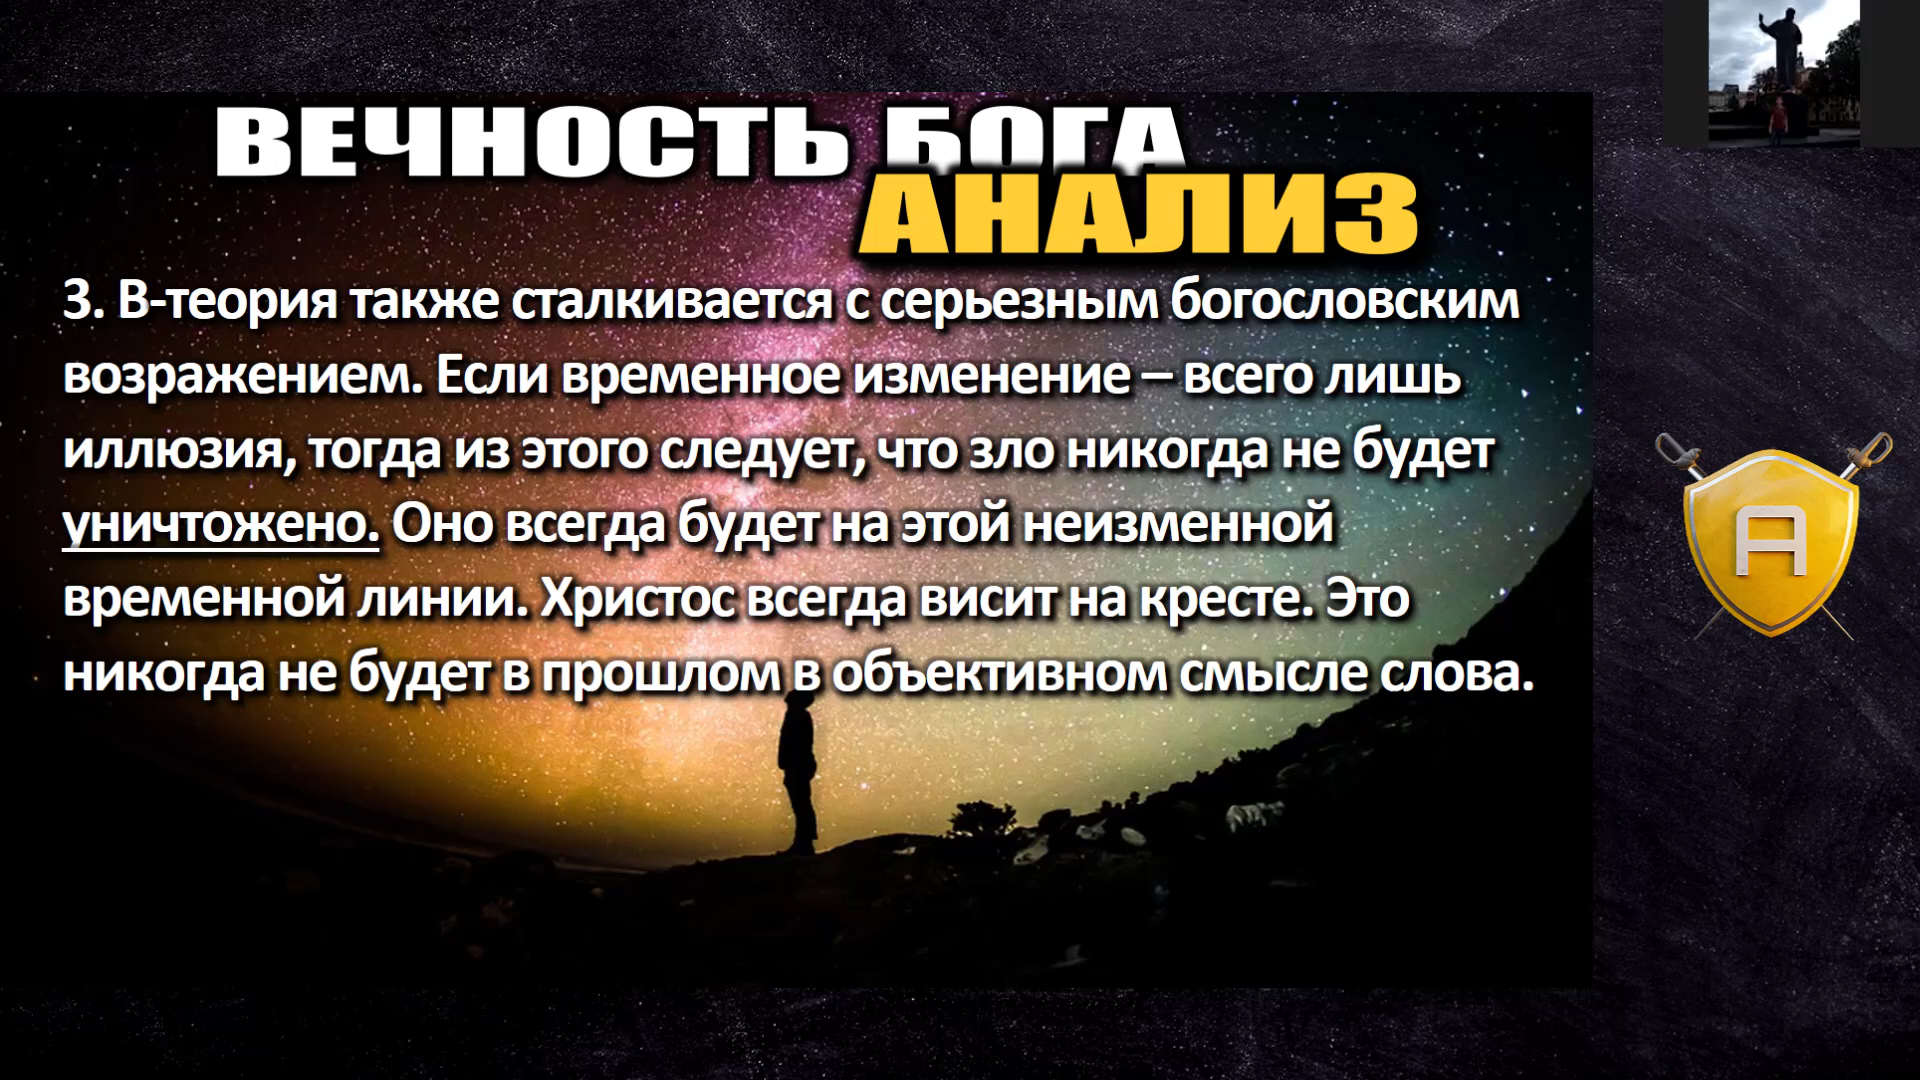 ВЕЧНОСТЬ БОГА
АНАЛИЗ
3. В-теория также сталкивается с серьезным богословским
возражением. Если временное изменение – всего лишь
иллюзия, тогда из этого следует, что зло никогда не будет
уничтожено. Оно всегда будет на этой неизменной
временной линии. Христос всегда висит на кресте. Это
никогда не будет в прошлом в объективном смысле слова.
A